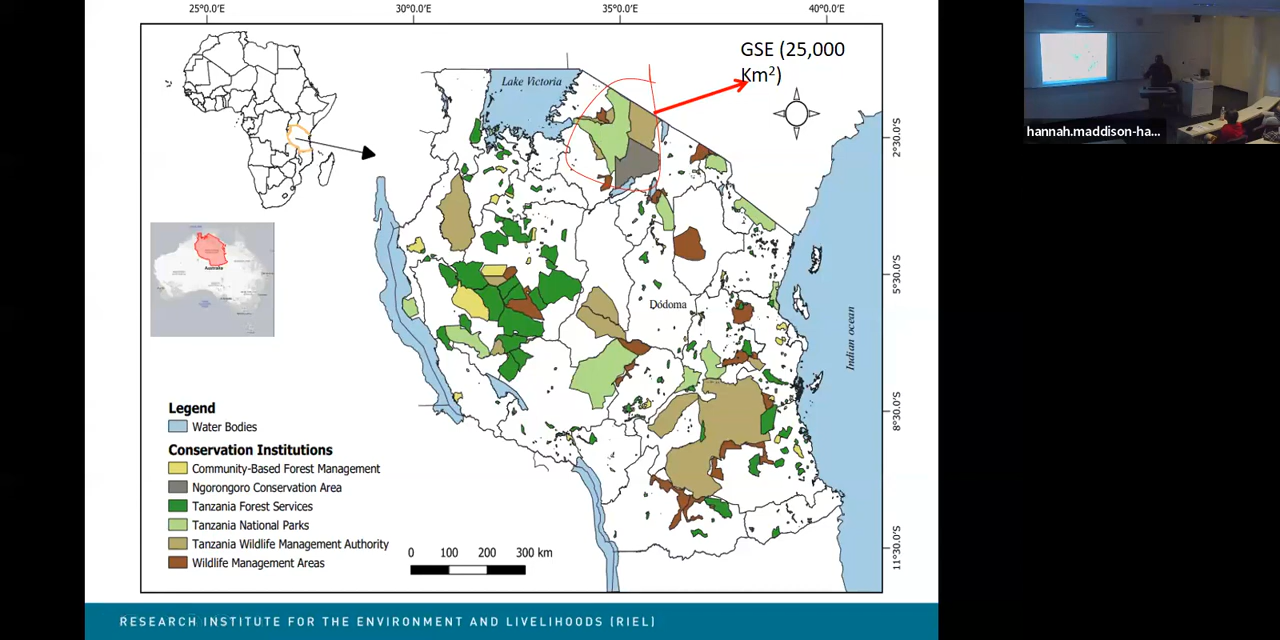 25°0.0'E 30°0.0'E 35°0.0'E 40°0.0'E
GSE (25,000
Km²)
Lake Victoria
hannah.maddison-ha...
2°30.0'S
Australia
5°30.0'S
Dodoma
Indian ocean
8°30.0'S
Legend
Water Bodies
Conservation Institutions
Community-Based Forest Management
Ngorongoro Conservation Area
Tanzania Forest Services
Tanzania National Parks
Tanzania Wildlife Management Authority
Wildlife Management Areas
0 100 200 300 km
11°30.0'S
RESEARCH INSTITUTE FOR THE ENVIRONMENT AND LIVELIHOODS (RIEL)